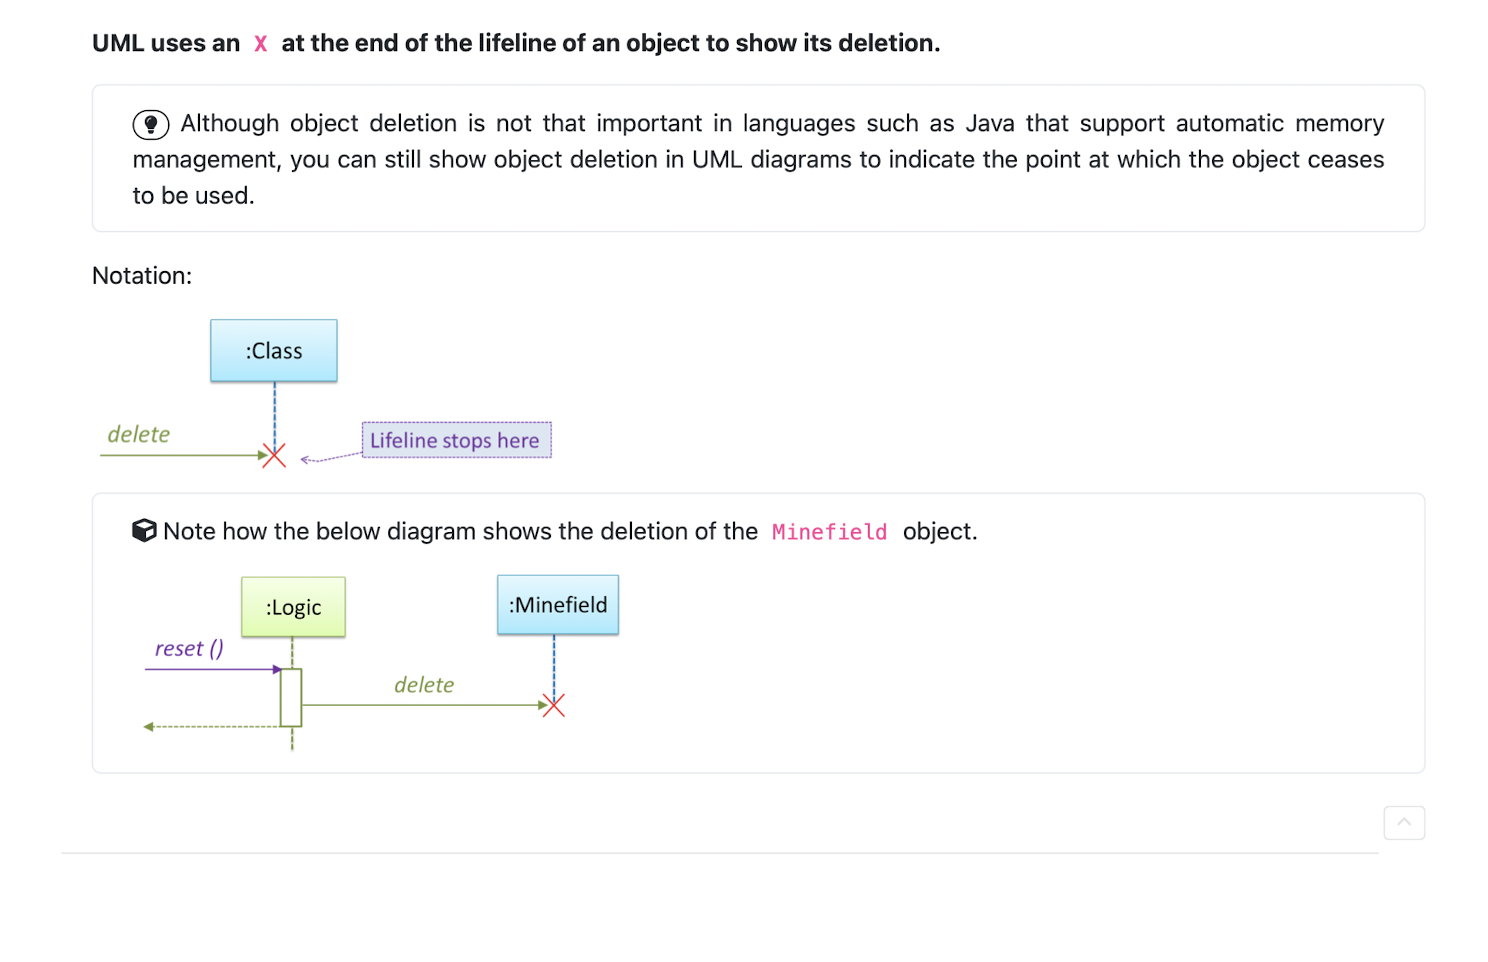 UML uses an X at the end of the lifeline of an object to show its deletion.
Although object deletion is not that important in languages such as Java that support automatic memory
management, you can still show object deletion in UML diagrams to indicate the point at which the object ceases
to be used.
Notation:
:Class
delete
Lifeline stops here
Note how the below diagram shows the deletion of the Minefield object.
:Logic
:Minefield
reset ()
delete